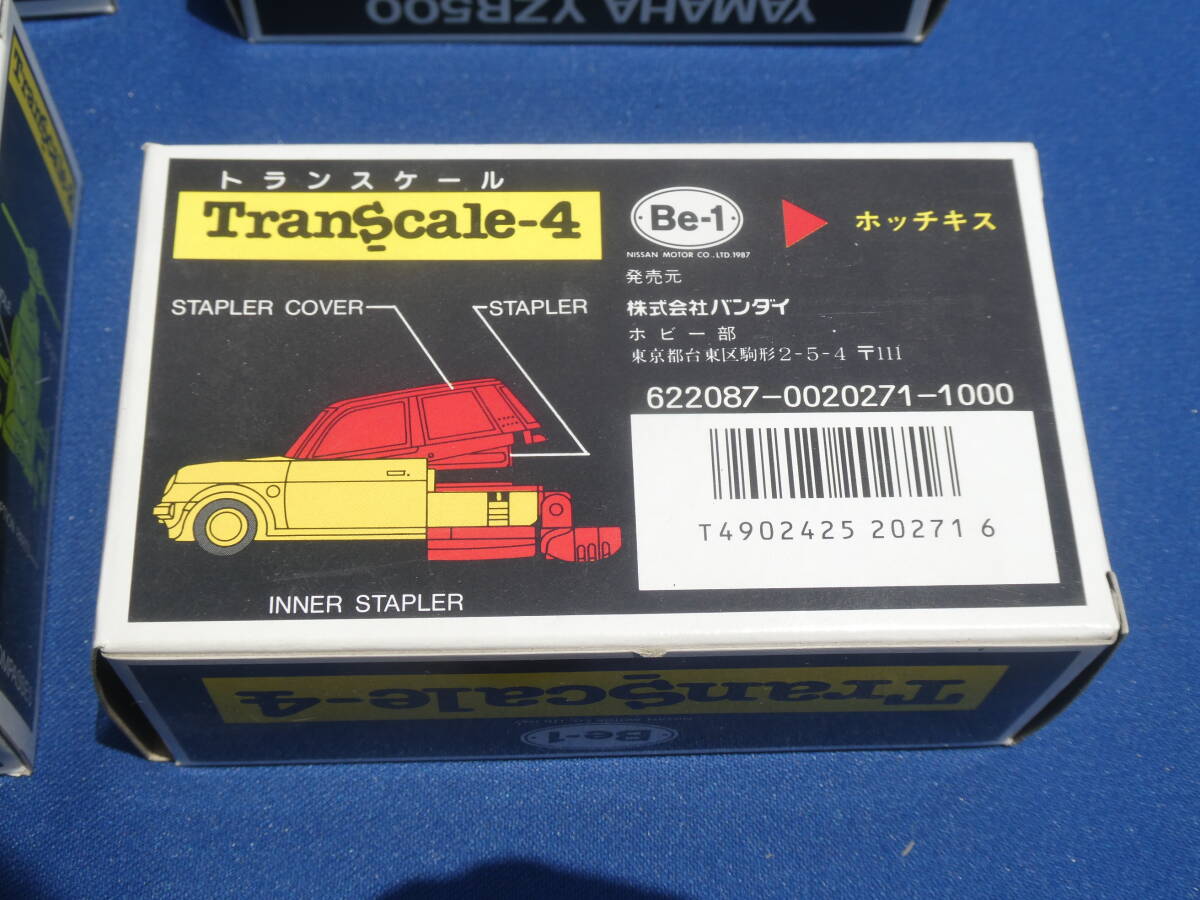 YAMAHA YZR500
トランスケール
TranScale-4
Be-1
NISSAN MOTOR CO.,LTD.1987
ホッチキス
発売元
株式会社バンダイ
ホビー部
東京都台東区駒形2-5-4 〒111
622087-0020271-1000
T4902425 202716
STAPLER COVER
STAPLER
INNER STAPLER
TranScale-4
Be-1